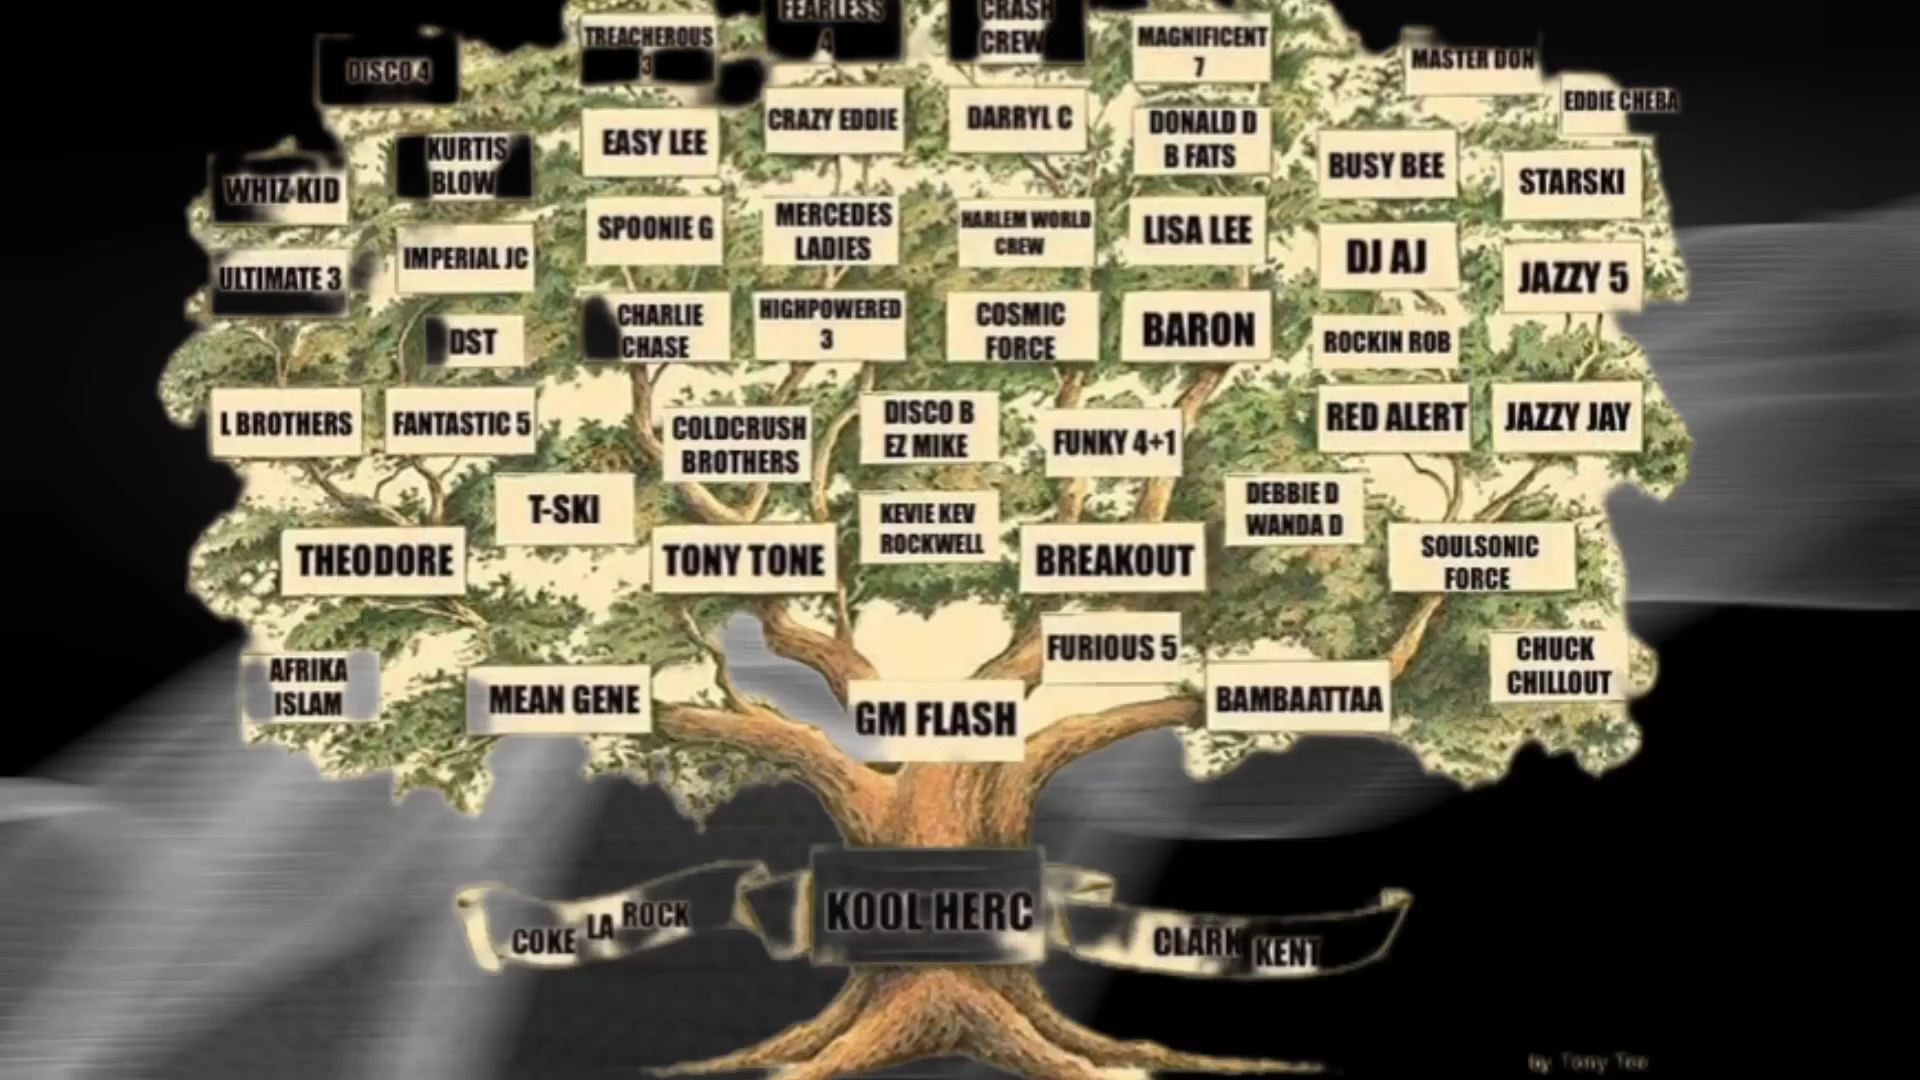 FEARLESS
4
CRASH
CREW
TREACHEROUS
3
MAGNIFICENT
7
MASTER DON
DISCO 4
EDDIE CHEBA
CRAZY EDDIE
DARRYL C
DONALD D
B FATS
EASY LEE
KURTIS
BLOW
BUSY BEE
STARSKI
WHIZ KID
SPOONIE G
MERCEDES
LADIES
HARLEM WORLD
CREW
LISA LEE
IMPERIAL JC
DJ AJ
ULTIMATE 3
JAZZY 5
DST
CHARLIE
CHASE
HIGHPOWERED
3
COSMIC
FORCE
BARON
ROCKIN ROB
L BROTHERS
FANTASTIC 5
COLDCRUSH
BROTHERS
DISCO B
EZ MIKE
FUNKY 4+1
RED ALERT
JAZZY JAY
T-SKI
KEVIE KEV
ROCKWELL
DEBBIE D
WANDA D
THEODORE
TONY TONE
BREAKOUT
SOULSONIC
FORCE
FURIOUS 5
AFRIKA
ISLAM
MEAN GENE
GM FLASH
BAMBAATTAA
CHUCK
CHILLOUT
COKE LA ROCK
KOOL HERC
CLARK KENT
by Tony Tee